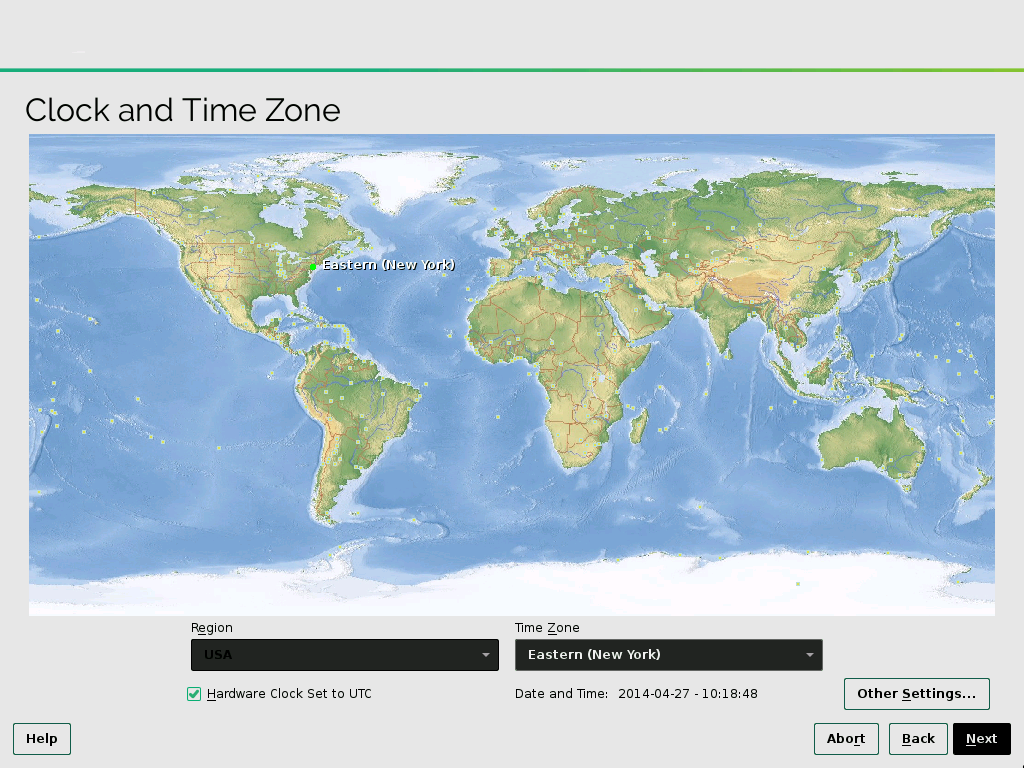 Clock and Time Zone
Eastern (New York)
Region
Time Zone
USA
Eastern (New York)
Hardware Clock Set to UTC
Date and Time: 2014-04-27 - 10:18:48
Other Settings...
Help
Abort
Back
Next